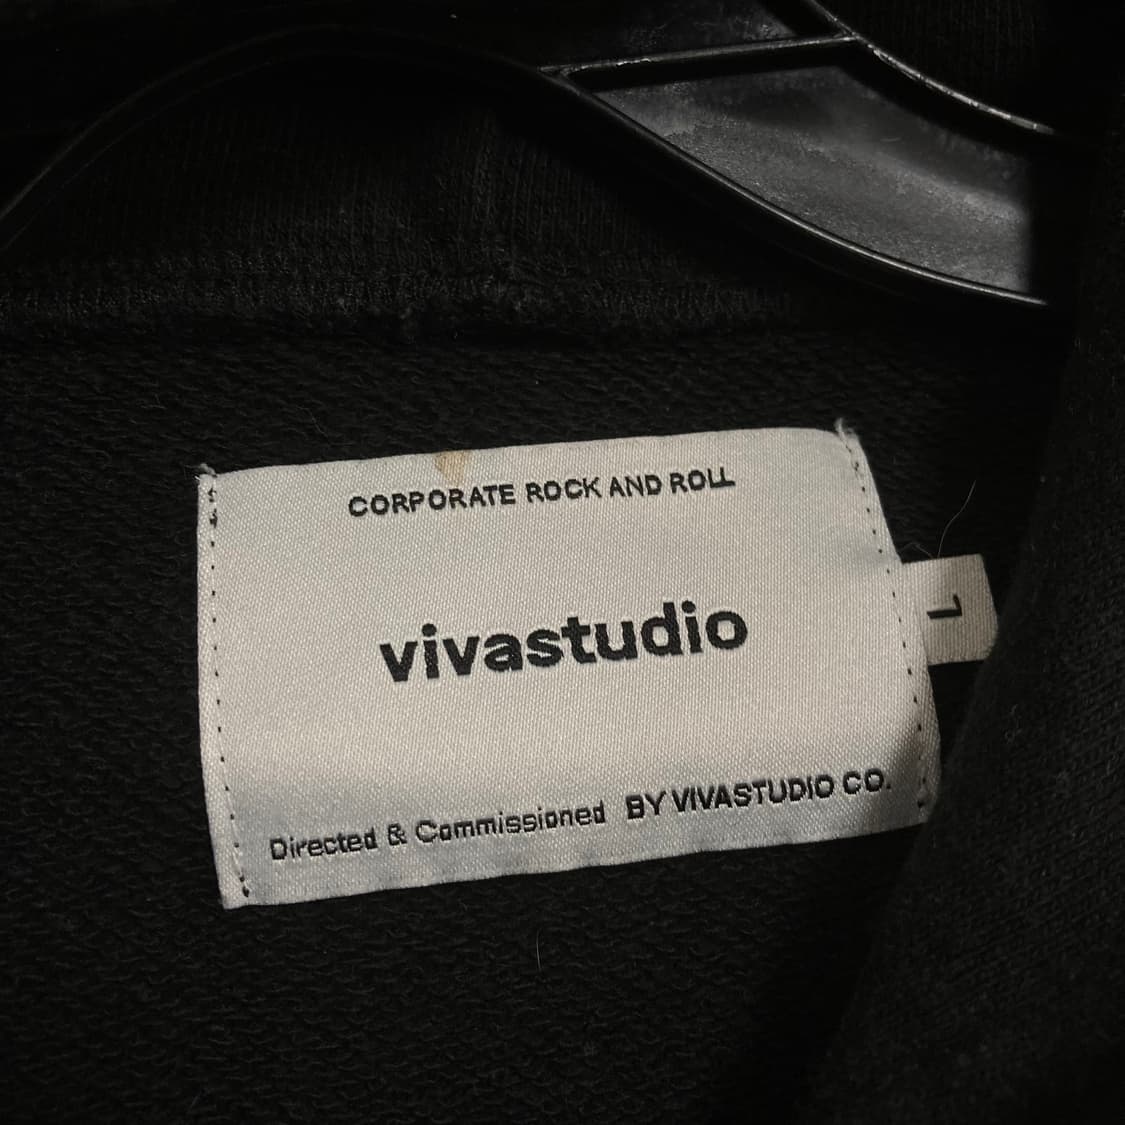 CORPORATE ROCK AND ROLL
vivastudio
L
Directed & Commissioned BY VIVASTUDIO CO.